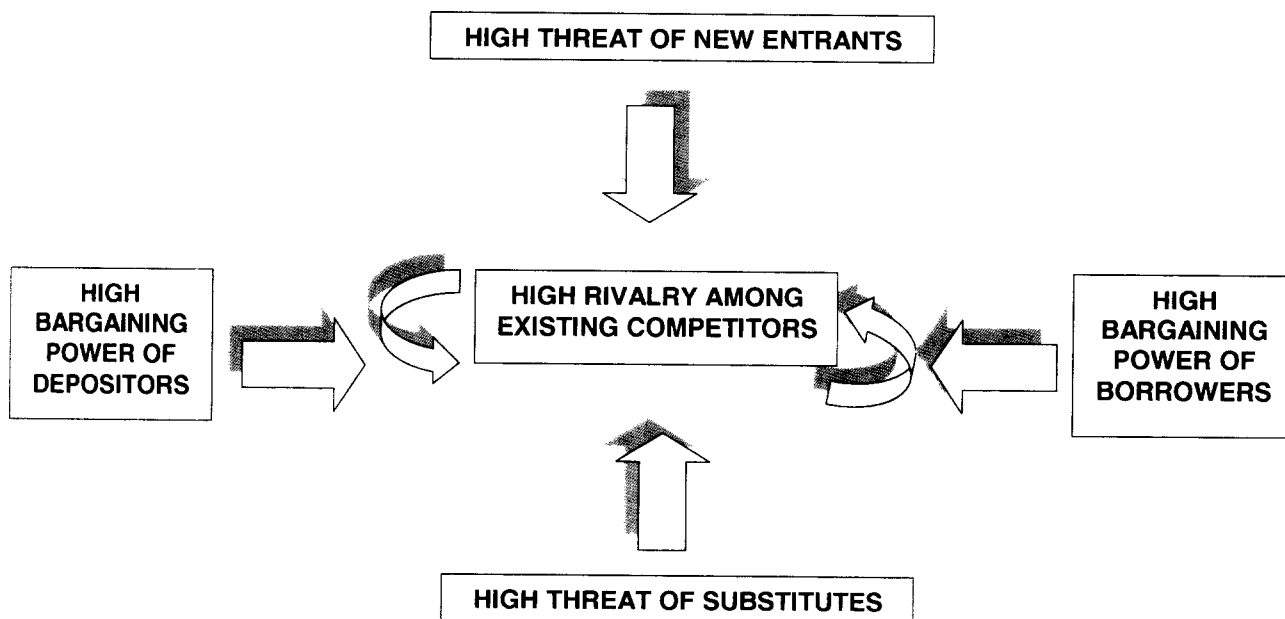 HIGH THREAT OF NEW ENTRANTS
HIGH
BARGAINING
POWER OF
DEPOSITORS
HIGH RIVALRY AMONG
EXISTING COMPETITORS
HIGH
BARGAINING
POWER OF
BORROWERS
HIGH THREAT OF SUBSTITUTES